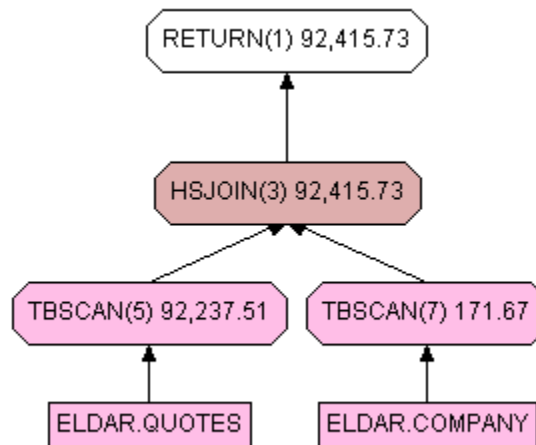 RETURN(1) 92,415.73
HSJOIN(3) 92,415.73
TBSCAN(5) 92,237.51
TBSCAN(7) 171.67
ELDAR.QUOTES
ELDAR.COMPANY